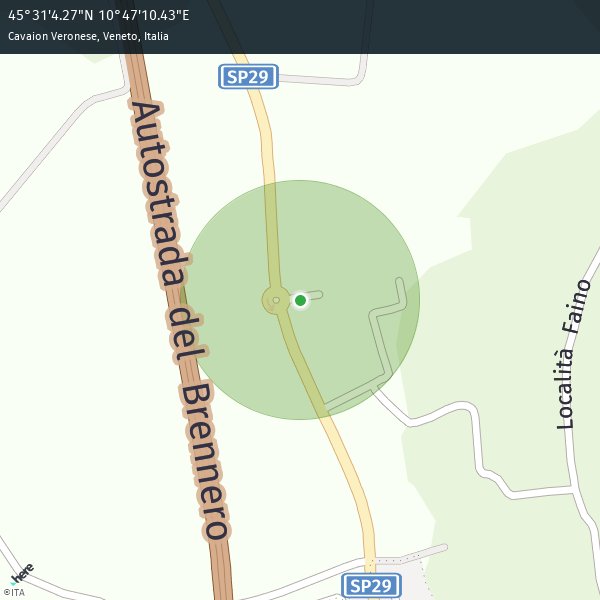 45°31'4.27"N 10°47'10.43"E
Cavaion Veronese, Veneto, Italia
SP29
Autostrada del Brennero
Località Faino
SP29
here
©ITA